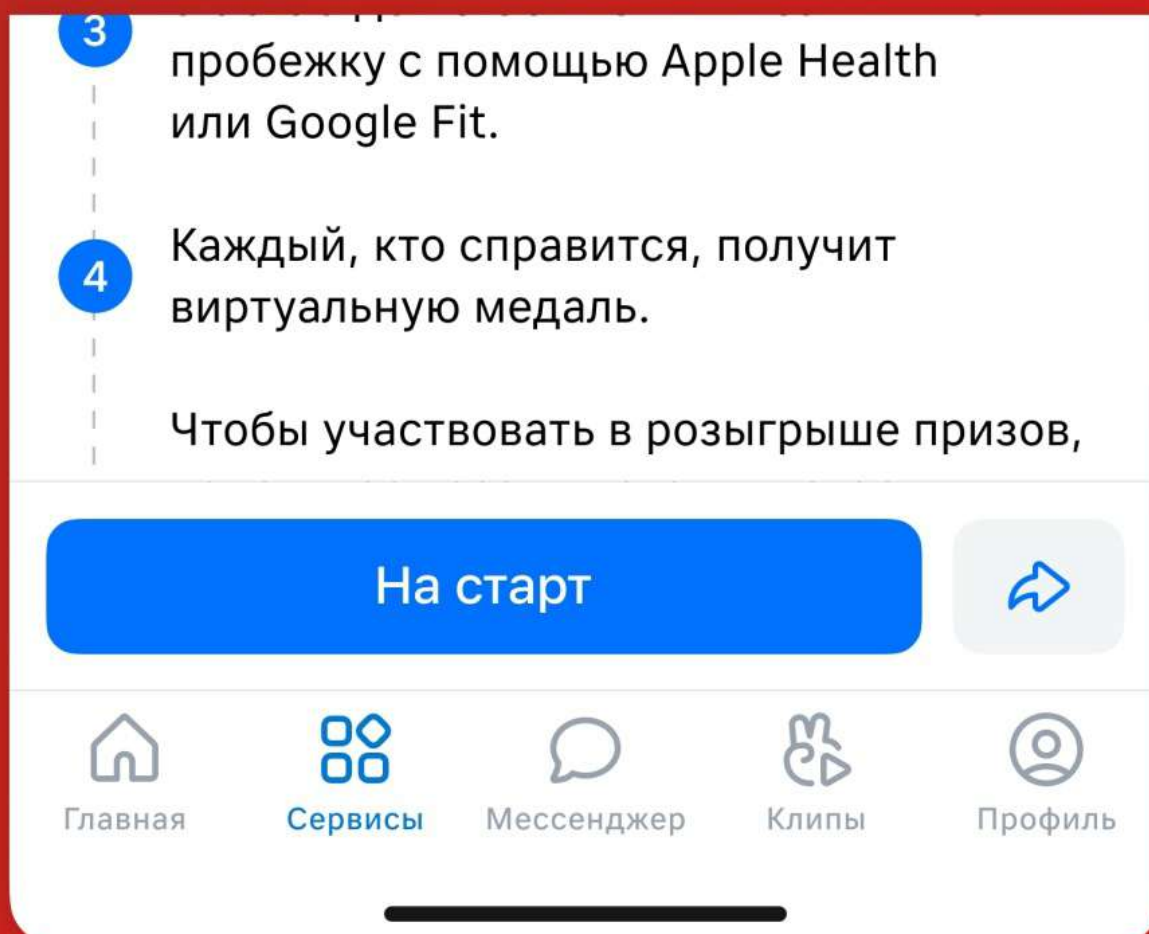 3
пробежку с помощью Apple Health
или Google Fit.
4
Каждый, кто справится, получит
виртуальную медаль.
Чтобы участвовать в розыгрыше призов,
На старт
Главная
Сервисы
Мессенджер
Клипы
Профиль